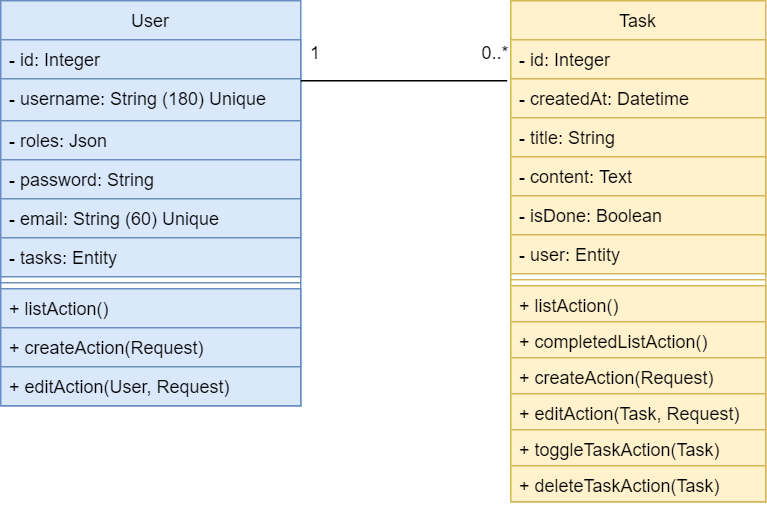 User
- id: Integer
- username: String (180) Unique
- roles: Json
- password: String
- email: String (60) Unique
- tasks: Entity
+ listAction()
+ createAction(Request)
+ editAction(User, Request)
1
0..*
Task
- id: Integer
- createdAt: Datetime
- title: String
- content: Text
- isDone: Boolean
- user: Entity
+ listAction()
+ completedListAction()
+ createAction(Request)
+ editAction(Task, Request)
+ toggleTaskAction(Task)
+ deleteTaskAction(Task)